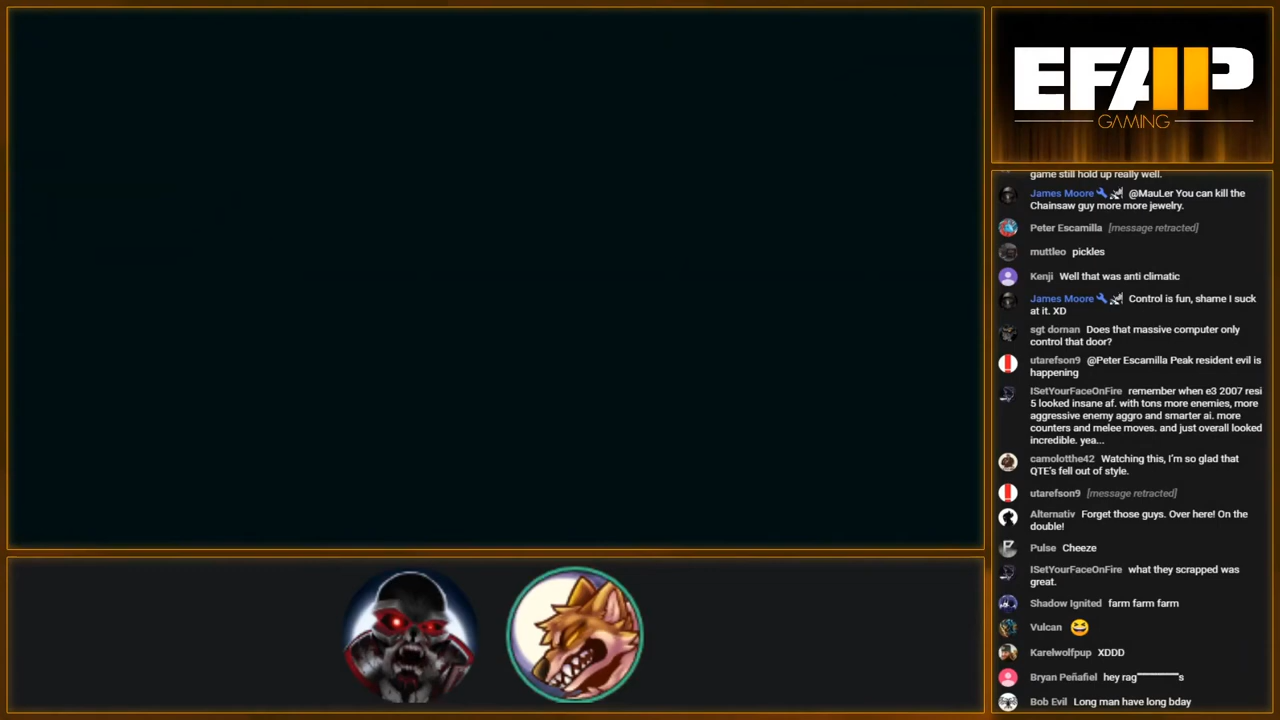 EFAP
GAMING
game still hold up really well.
James Moore @MauLer You can kill the
Chainsaw guy more more jewelry.
Peter Escamilla [message retracted]
muttleo pickles
Kenji Well that was anti climatic
James Moore Control is fun, shame I suck
at it. XD
sgt dornan Does that massive computer only
control that door?
utarefson9 @Peter Escamilla Peak resident evil is
happening
ISetYourFaceOnFire remember when e3 2007 resi
5 looked insane af. with tons more enemies, more
aggressive enemy aggro and smarter ai. more
counters and melee moves. and just overall looked
incredible. yea...
camolotthe42 Watching this, I'm so glad that
QTE's fell out of style.
utarefson9 [message retracted]
Alternativ Forget those guys. Over here! On the
double!
Pulse Cheeze
ISetYourFaceOnFire what they scrapped was
great.
Shadow Ignited farm farm farm
Vulcan 😆
Karelwolfpup XDDD
Bryan Peñafiel hey rag‾‾‾‾‾‾‾‾s
Bob Evil Long man have long bday